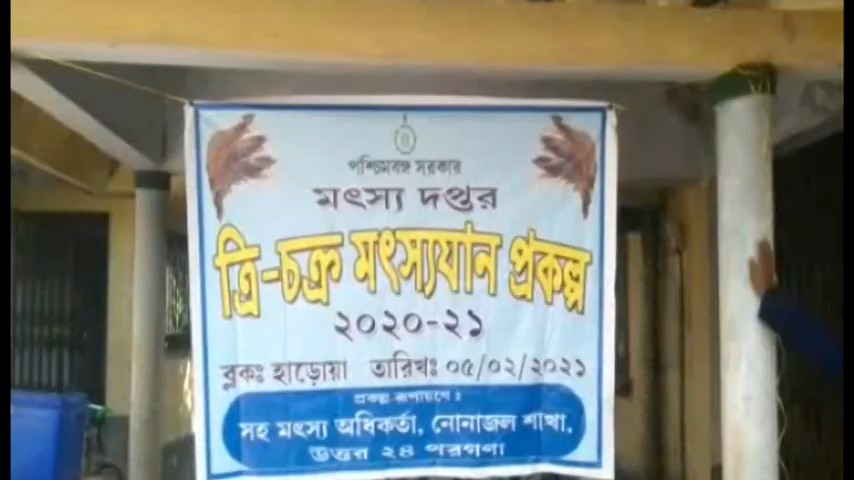 পশ্চিমবঙ্গ সরকার
মৎস্য দপ্তর
ত্রি-চক্র মৎস্যযান প্রকল্প
২০২০-২১
ব্লকঃ হাড়োয়া তারিখঃ ০৫/০২/২০২১
প্রকল্প রূপায়ণে ঃ
সহ মৎস্য অধিকর্তা, নোনাজল শাখা,
উত্তর ২৪ পরগণা